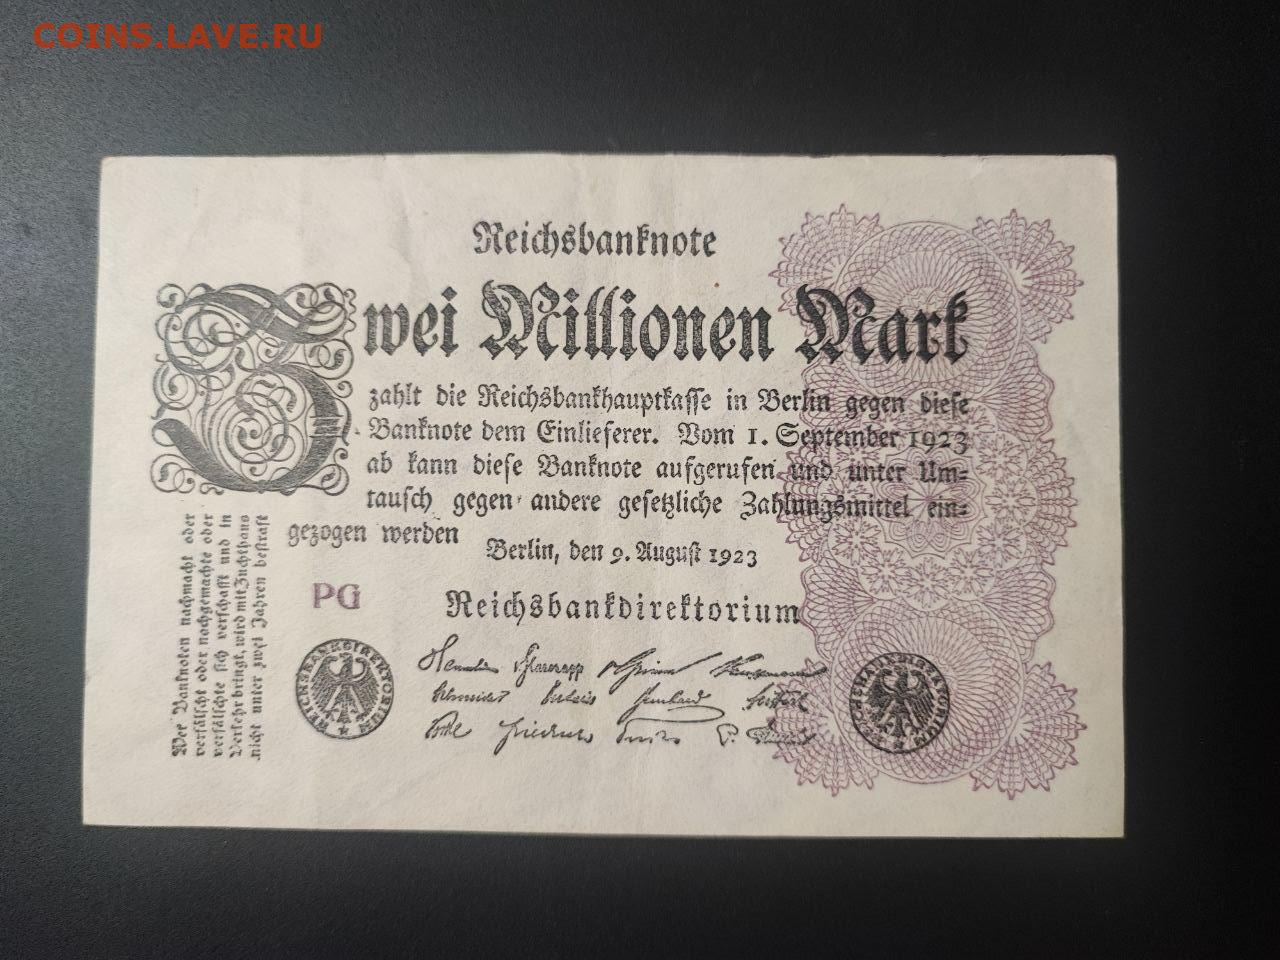 COINS.LAVE.RU
Reichsbanknote
Zwei Millionen Mark
zahlt die Reichsbankhauptkasse in Berlin gegen diese
Banknote dem Einlieferer. Vom 1. September 1923
ab kann diese Banknote aufgerufen und unter Um-
tausch gegen andere gesetzliche Zahlungsmittel ein-
gezogen werden
Berlin, den 9. August 1923
PG
Reichsbankdirektorium
REICHSBANKDIREKTORIUM
REICHSBANKDIREKTORIUM
Wer Banknoten nachmacht oder
verfälscht oder nachgemachte oder
verfälschte sich verschafft und in
Verkehr bringt, wird mit Zuchthaus
nicht unter zwei Jahren bestraft